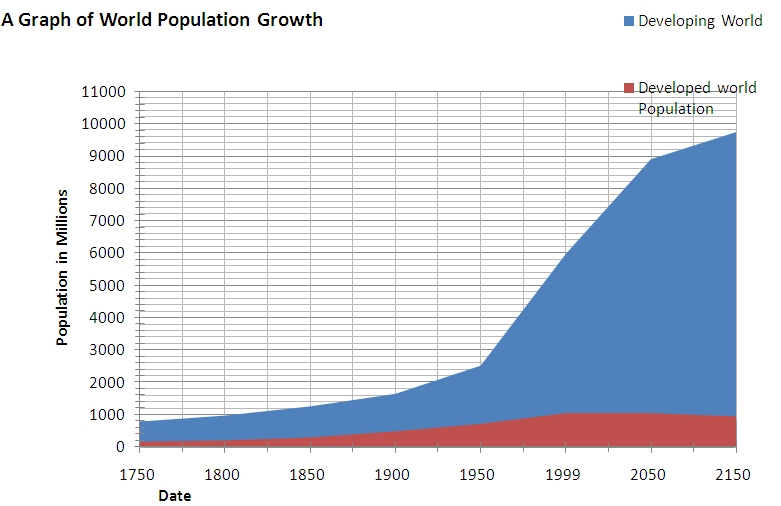 A Graph of World Population Growth
Developing World
Developed world
Population
11000
10000
9000
8000
7000
6000
5000
4000
3000
2000
1000
0
Population in Millions
1750 1800 1850 1900 1950 1999 2050 2150
Date